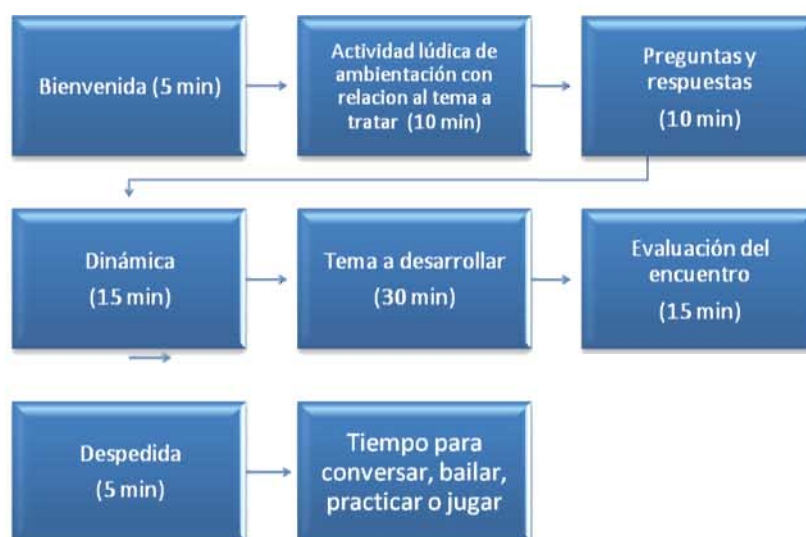 Bienvenida (5 min)
Actividad lúdica de
ambientación con
relacion al tema a
tratar (10 min)
Preguntas y
respuestas
(10 min)
Dinámica
(15 min)
Tema a desarrollar
(30 min)
Evaluación del
encuentro
(15 min)
Despedida
(5 min)
Tiempo para
conversar, bailar,
practicar o jugar